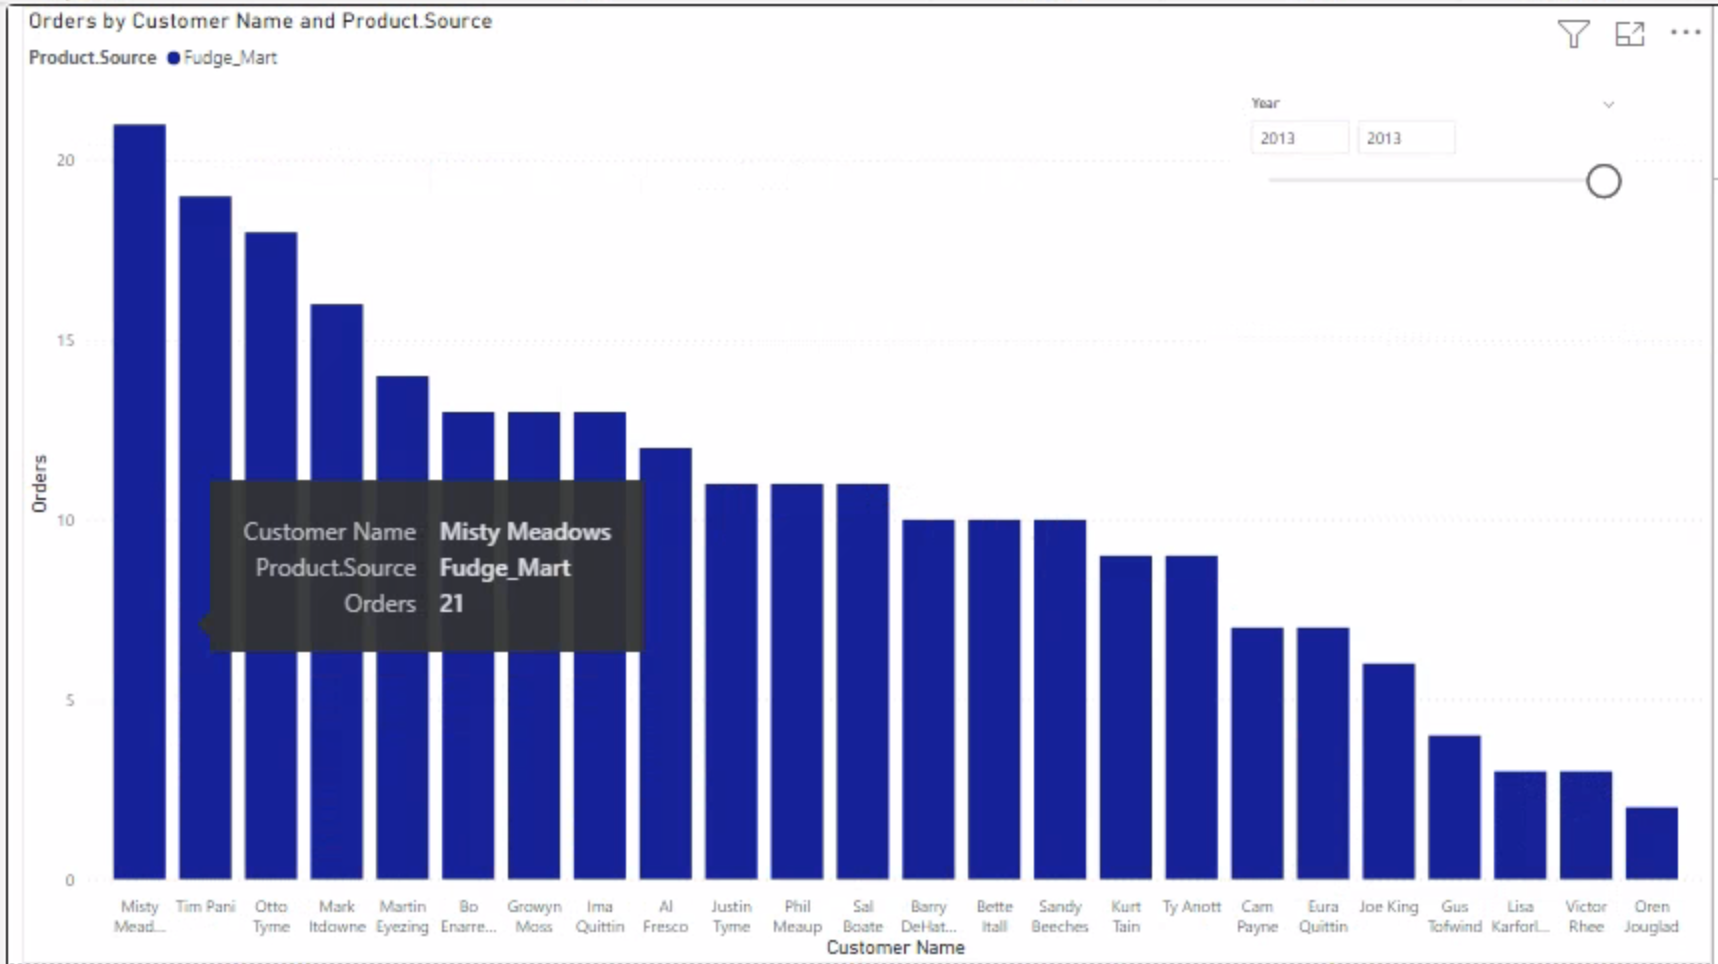 Orders by Customer Name and Product.Source
Product.Source Fudge_Mart
Year
2013 2013
20
15
10
5
0
Orders
Customer Name Misty Meadows
Product.Source Fudge_Mart
Orders 21
Misty Mead...
Tim Pani
Otto Tyme
Mark Itdowne
Martin Eyezing
Bo Enarre...
Growyn Moss
Ima Quittin
Al Fresco
Justin Tyme
Phil Meaup
Sal Boate
Barry DeHat...
Bette Itall
Sandy Beeches
Kurt Tain
Ty Anott
Cam Payne
Eura Quittin
Joe King
Gus Tofwind
Lisa Karforl...
Victor Rhee
Oren Jouglad
Customer Name